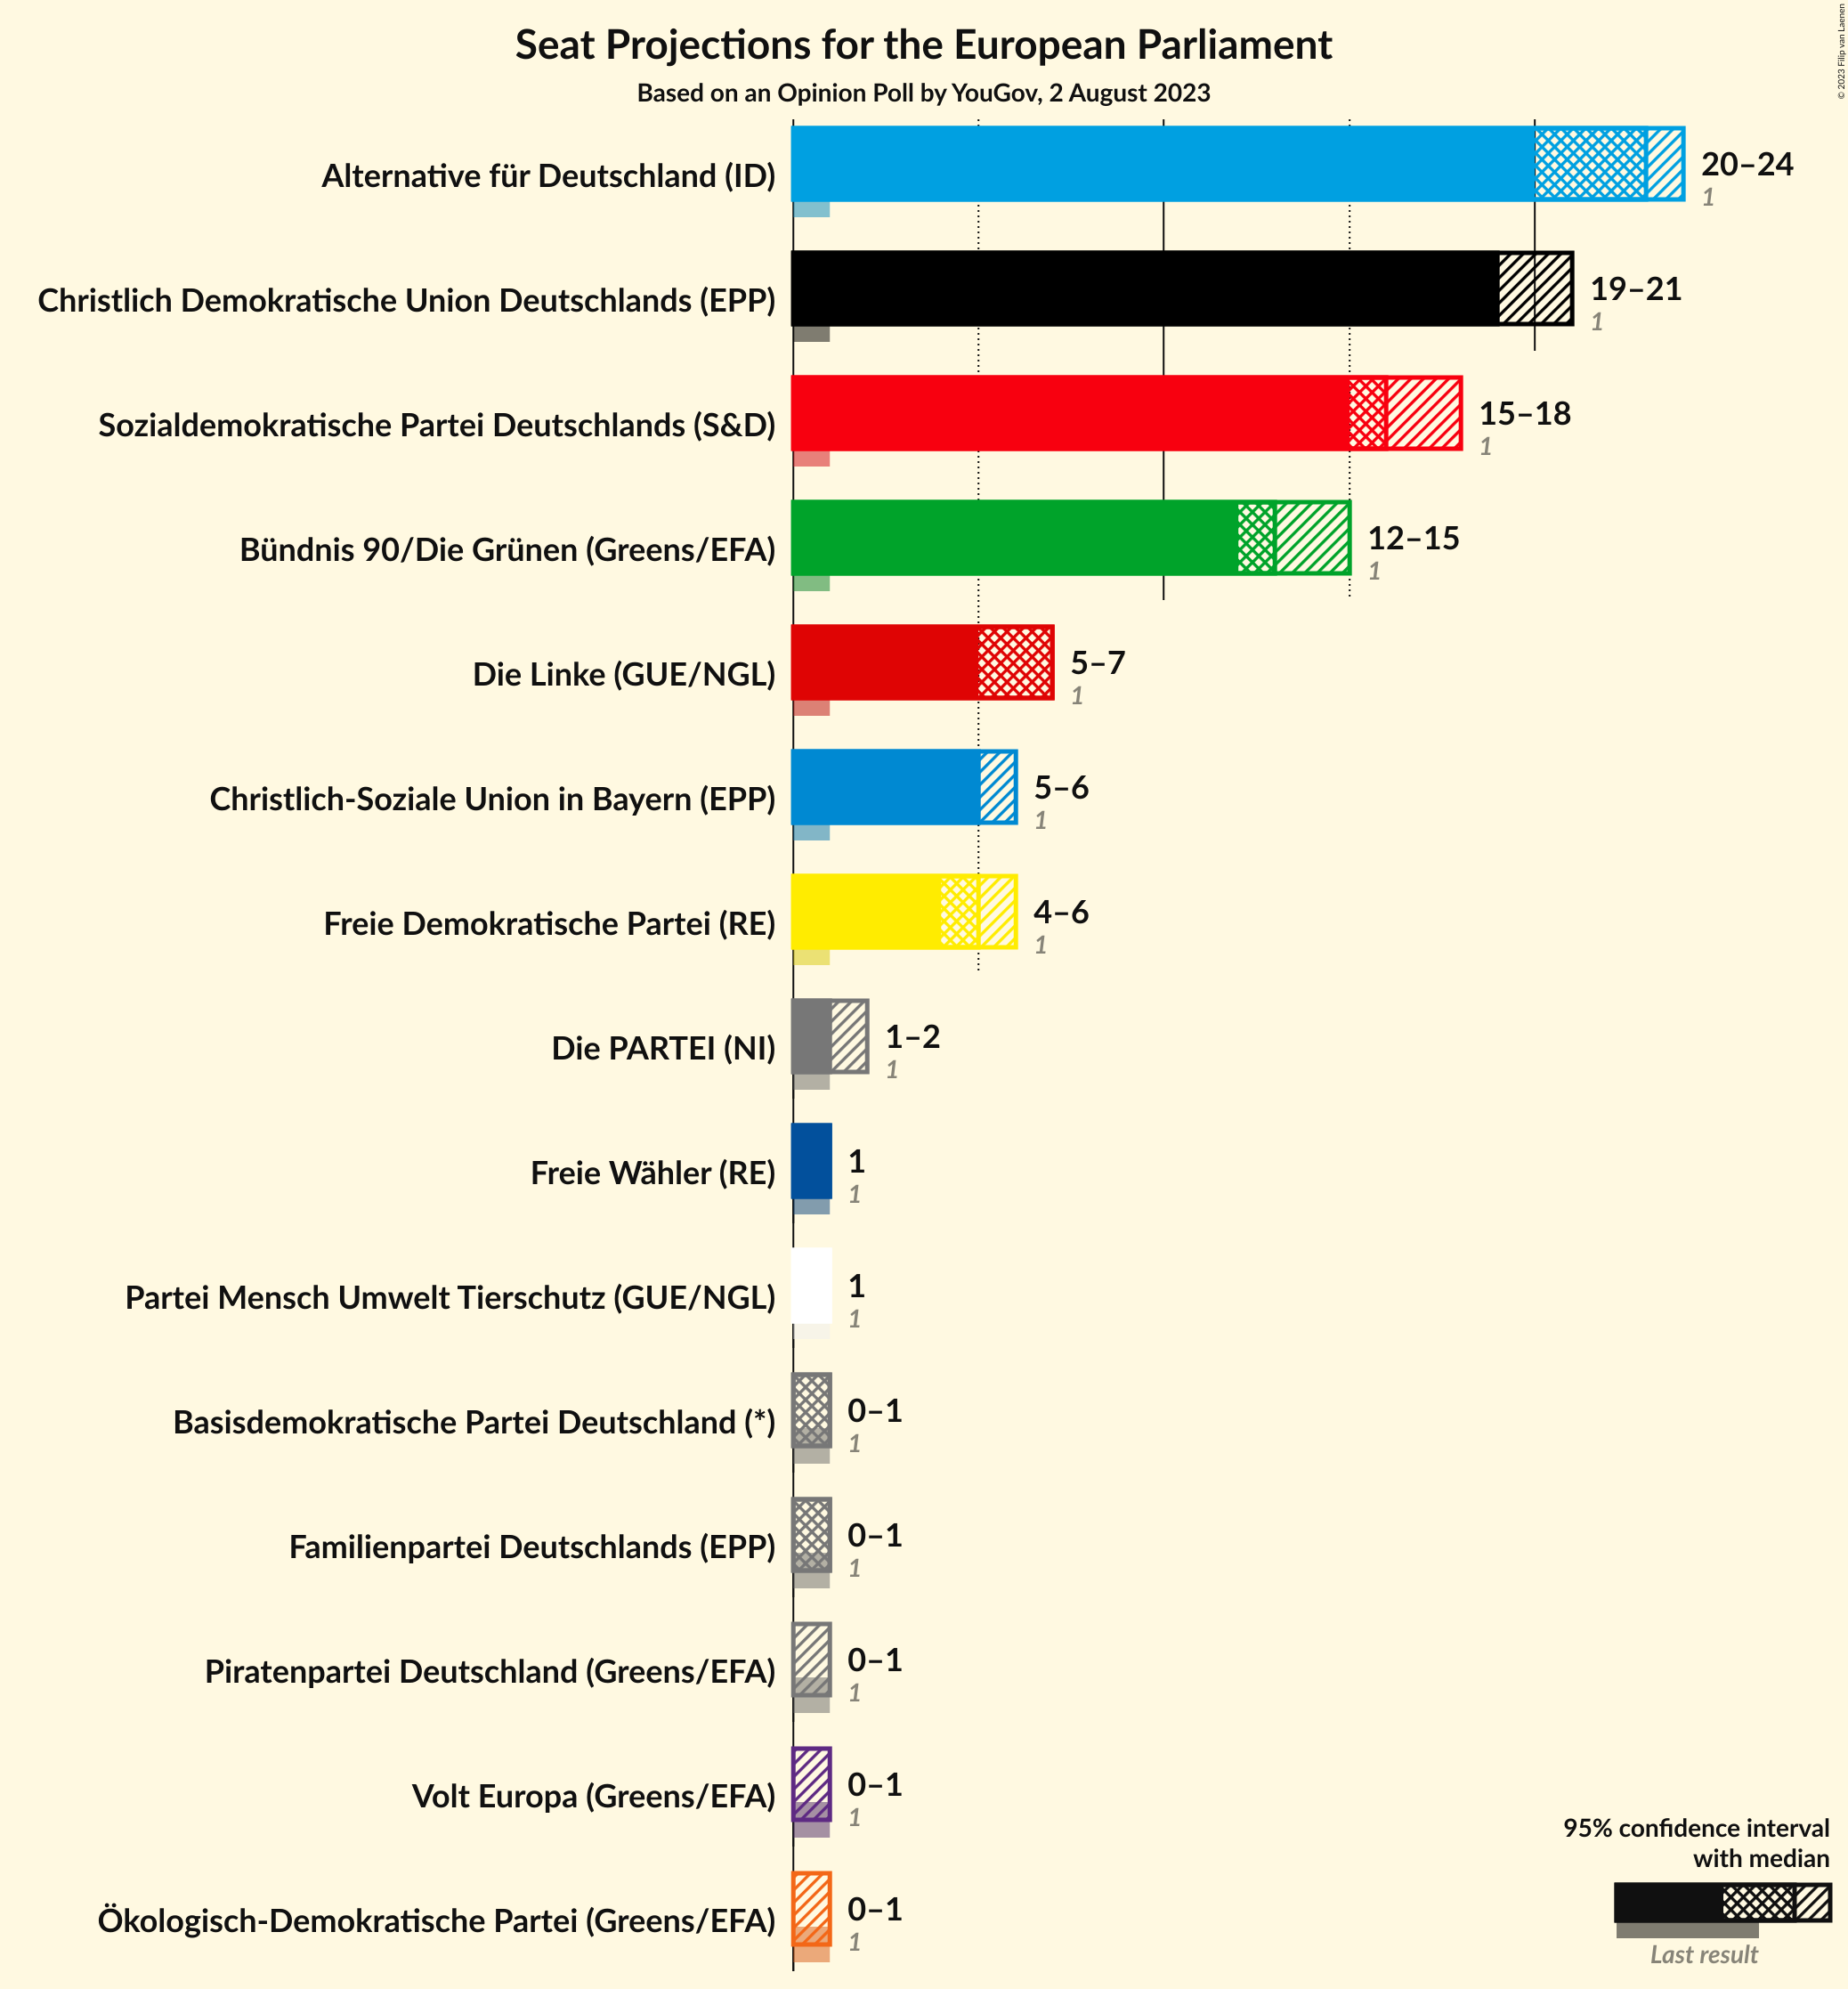 Seat Projections for the European Parliament
Based on an Opinion Poll by YouGov, 2 August 2023
© 2023 Filip van Laenen
Alternative für Deutschland (ID)
20–24
1
Christlich Demokratische Union Deutschlands (EPP)
19–21
1
Sozialdemokratische Partei Deutschlands (S&D)
15–18
1
Bündnis 90/Die Grünen (Greens/EFA)
12–15
1
Die Linke (GUE/NGL)
5–7
1
Christlich-Soziale Union in Bayern (EPP)
5–6
1
Freie Demokratische Partei (RE)
4–6
1
Die PARTEI (NI)
1–2
1
Freie Wähler (RE)
1
1
Partei Mensch Umwelt Tierschutz (GUE/NGL)
1
1
Basisdemokratische Partei Deutschland (*)
0–1
1
Familienpartei Deutschlands (EPP)
0–1
1
Piratenpartei Deutschland (Greens/EFA)
0–1
1
Volt Europa (Greens/EFA)
0–1
1
Ökologisch-Demokratische Partei (Greens/EFA)
0–1
1
95% confidence interval
with median
Last result